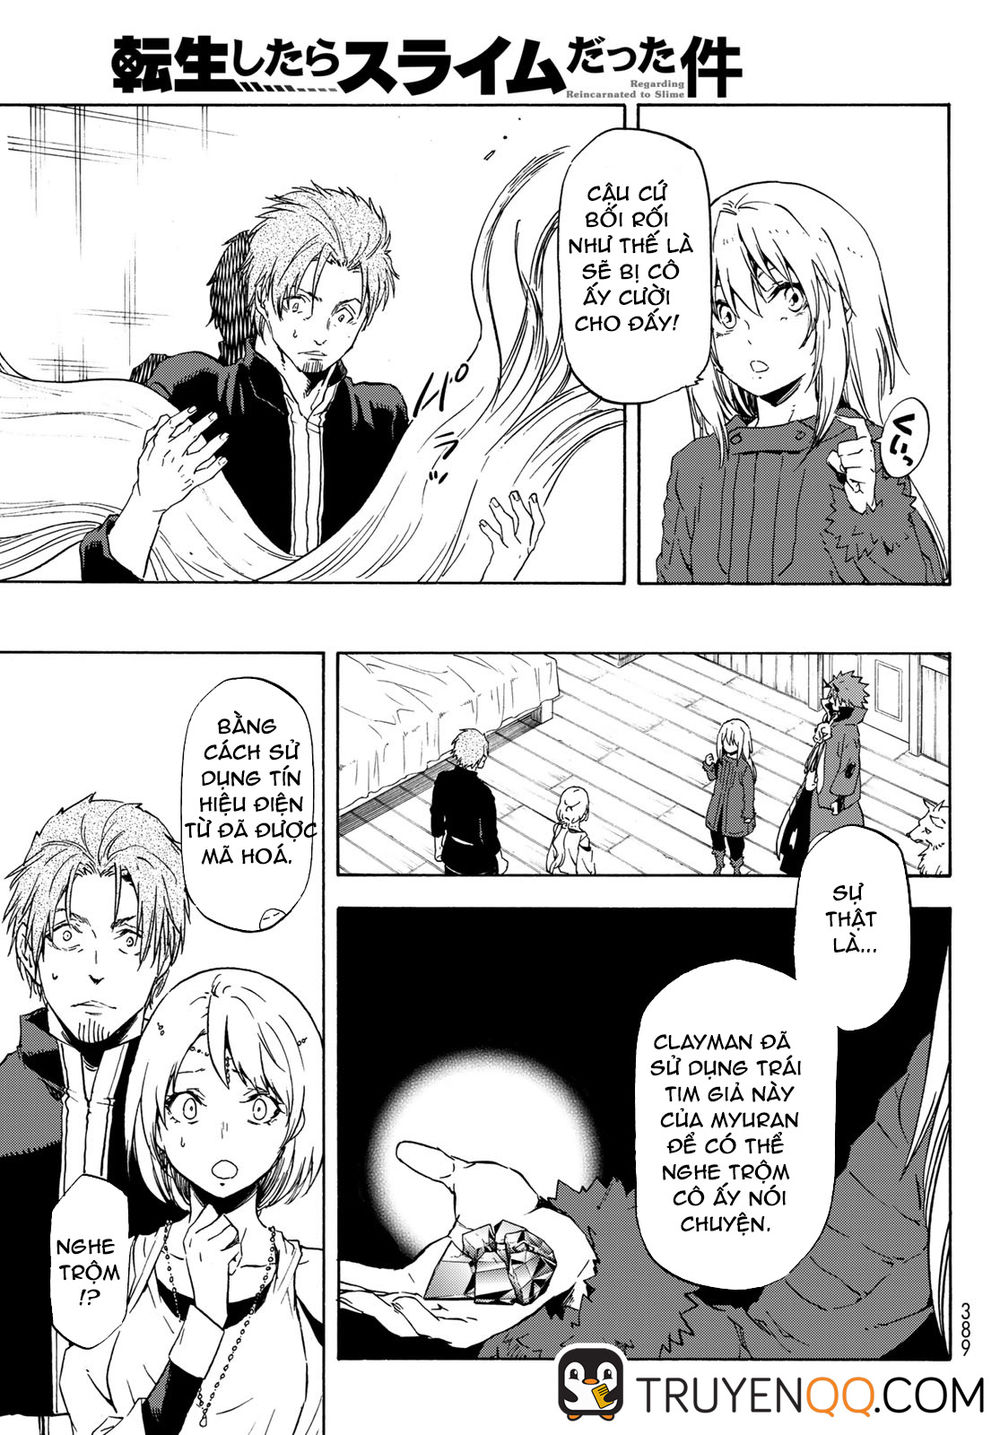 転生したらスライムだった件
Regarding
Reincarnated to Slime
CẬU CỨ
BỐI RỐI
NHƯ THẾ LÀ
SẼ BỊ CÔ
ẤY CƯỜI
CHO ĐẤY!
SỰ
THẬT
LÀ...
CLAYMAN ĐÃ
SỬ DỤNG TRÁI
TIM GIẢ NÀY
CỦA MYURAN
ĐỂ CÓ THỂ
NGHE TRỘM
CÔ ẤY NÓI
CHUYỆN.
BẰNG
CÁCH SỬ
DỤNG TÍN
HIỆU ĐIỆN
TỪ ĐÃ ĐƯỢC
MÃ HOÁ.
NGHE
TRỘM
!?
389
TRUYENQQ.COM